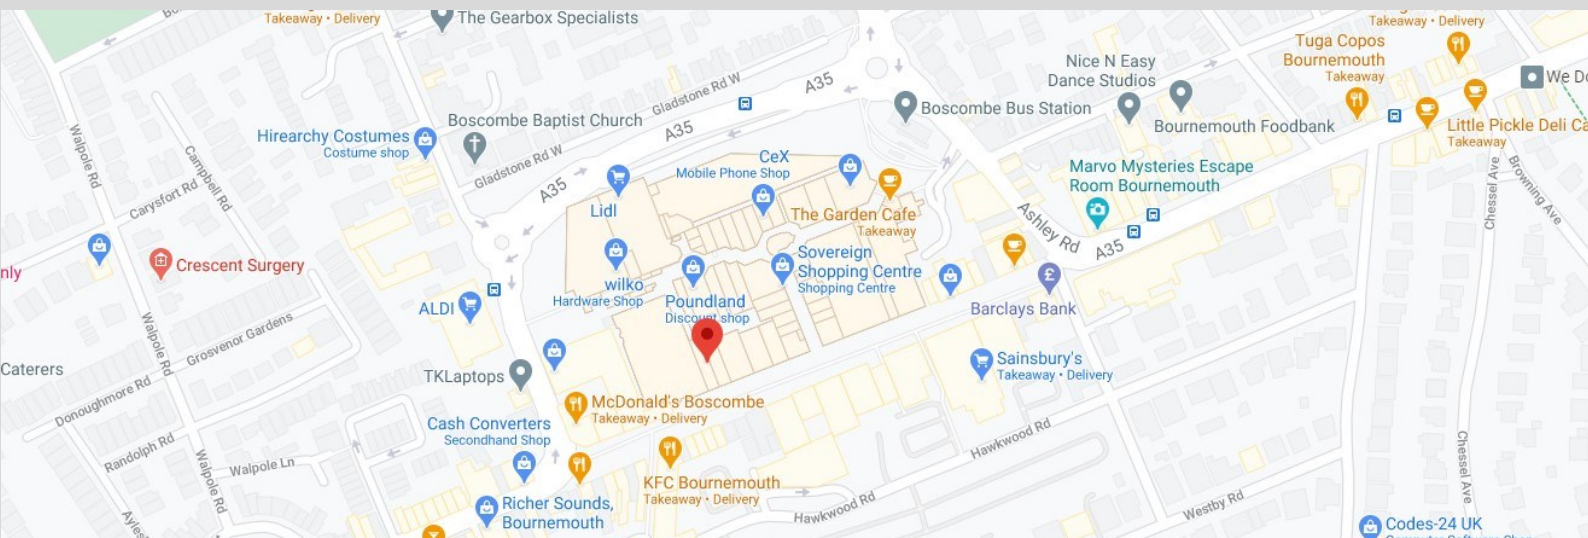 Takeaway • Delivery
The Gearbox Specialists
Takeaway • Delivery
Tuga Copos
Bournemouth
Takeaway
Nice N Easy
Dance Studios
We Do
A35
Gladstone Rd W
Boscombe Bus Station
Bournemouth Foodbank
Little Pickle Deli Ca
Takeaway
Boscombe Baptist Church
Hirearchy Costumes
Costume shop
A35
Walpole Rd
Campbell Rd
Gladstone Rd W
CeX
Mobile Phone Shop
Marvo Mysteries Escape
Room Bournemouth
Chessel Ave
Browning Ave
A35
Carysfort Rd
Lidl
The Garden Cafe
Takeaway
Ashley Rd
A35
nly
Crescent Surgery
Sovereign
Shopping Centre
Shopping Centre
wilko
Hardware Shop
Poundland
Discount shop
ALDI
Barclays Bank
£
Walpole Rd
Grosvenor Gardens
Caterers
TKLaptops
Sainsbury's
Takeaway • Delivery
Donoughmore Rd
McDonald's Boscombe
Takeaway • Delivery
Cash Converters
Secondhand Shop
Randolph Rd
Walpole Ln
Walpole Rd
Hawkwood Rd
Chessel Ave
KFC Bournemouth
Takeaway • Delivery
Richer Sounds,
Bournemouth
Hawkwood Rd
Westby Rd
Ayles
Codes-24 UK